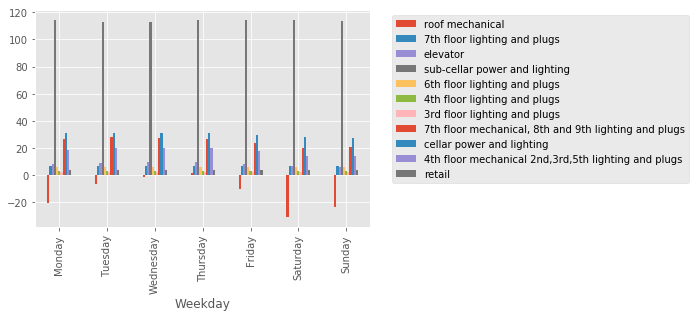 120
100
80
60
40
20
0
−20
Monday
Tuesday
Wednesday
Thursday
Friday
Saturday
Sunday
Weekday
roof mechanical
7th floor lighting and plugs
elevator
sub-cellar power and lighting
6th floor lighting and plugs
4th floor lighting and plugs
3rd floor lighting and plugs
7th floor mechanical, 8th and 9th lighting and plugs
cellar power and lighting
4th floor mechanical 2nd,3rd,5th lighting and plugs
retail